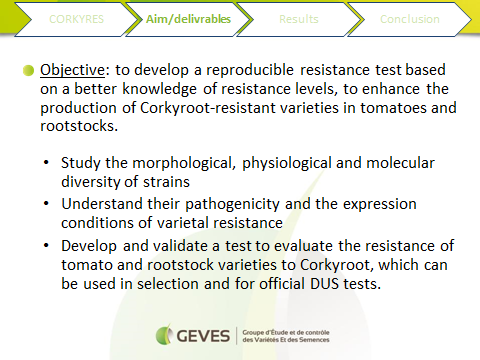 CORKYRES Aim/delivrables Results Conclusion
Objective: to develop a reproducible resistance test based
on a better knowledge of resistance levels, to enhance the
production of Corkyroot-resistant varieties in tomatoes and
rootstocks.
• Study the morphological, physiological and molecular
diversity of strains
• Understand their pathogenicity and the expression
conditions of varietal resistance
• Develop and validate a test to evaluate the resistance of
tomato and rootstock varieties to Corkyroot, which can
be used in selection and for official DUS tests.
GEVES
Groupe d'Étude et de contrôle
des Variétés Et des Semences